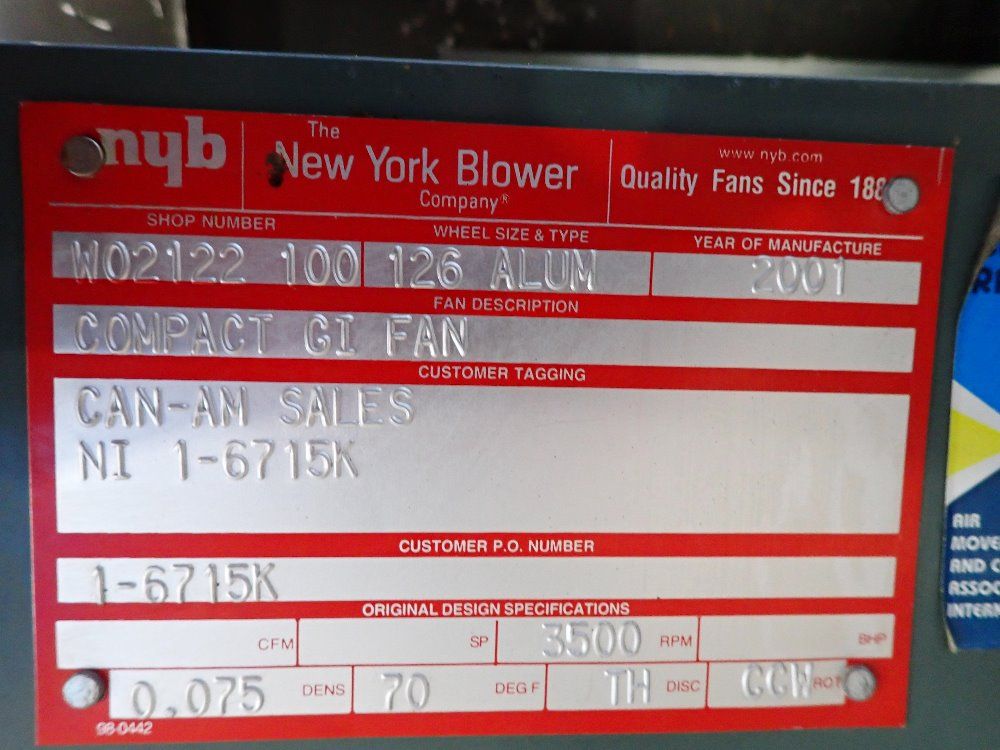 nyb
The
New York Blower
Company®
www nyb.com
Quality Fans Since 188
SHOP NUMBER
WHEEL SIZE & TYPE
YEAR OF MANUFACTURE
W02122 100
126 ALUM
2001
FAN DESCRIPTION
COMPACT GI FAN
CUSTOMER TAGGING
CAN-AM SALES
NI 1-6715K
CUSTOMER P.O. NUMBER
1-6715K
ORIGINAL DESIGN SPECIFICATIONS
CFM
SP
3500 RPM
BHP
0.075 DENS
70 DEG F
TH DISC
CCW ROT
98-0442
AIR
MOVE
AND C
ASSOC
INTERN